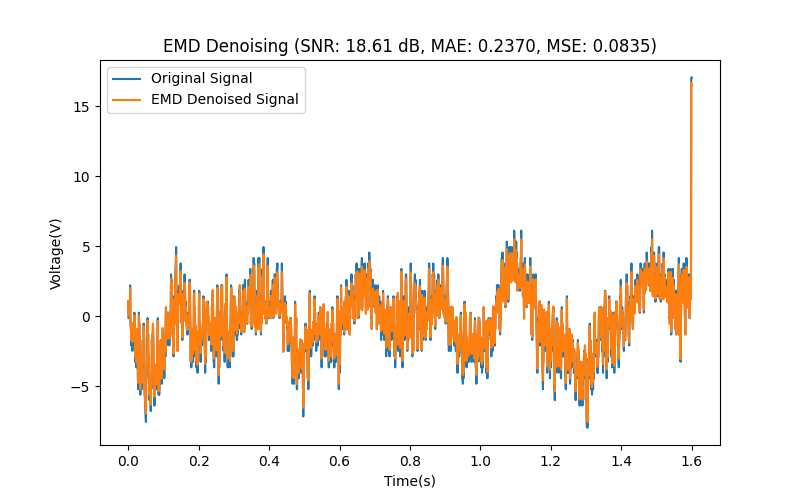 EMD Denoising (SNR: 18.61 dB, MAE: 0.2370, MSE: 0.0835)
Original Signal
EMD Denoised Signal
15
10
5
0
−5
Voltage(V)
0.0 0.2 0.4 0.6 0.8 1.0 1.2 1.4 1.6
Time(s)